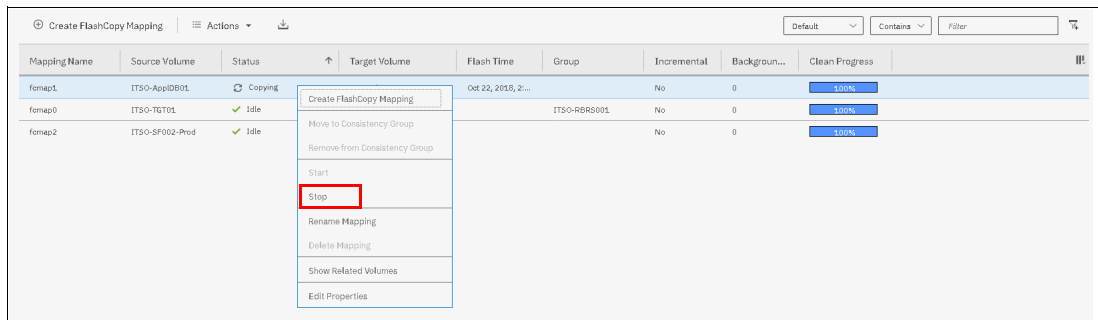 Create FlashCopy Mapping Actions Default Contains Filter
Mapping Name Source Volume Status Target Volume Flash Time Group Incremental Backgroun... Clean Progress
fcmap1 ITSO-ApplDB01 Copying Oct 22, 2018, 2:... No 0 100%
fcmap0 ITSO-TGT01 Idle ITSO-RBRS001 No 0 100%
fcmap2 ITSO-SF002-Prod Idle No 0 100%
Create FlashCopy Mapping
Move to Consistency Group
Remove from Consistency Group
Start
Stop
Rename Mapping
Delete Mapping
Show Related Volumes
Edit Properties